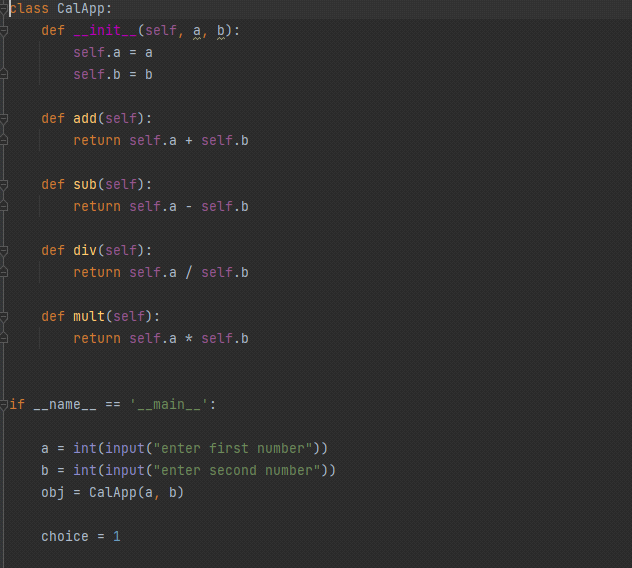 class CalApp:
    def __init__(self, a, b):
        self.a = a
        self.b = b

    def add(self):
        return self.a + self.b

    def sub(self):
        return self.a - self.b

    def div(self):
        return self.a / self.b

    def mult(self):
        return self.a * self.b


if __name__ == '__main__':

    a = int(input("enter first number"))
    b = int(input("enter second number"))
    obj = CalApp(a, b)

    choice = 1